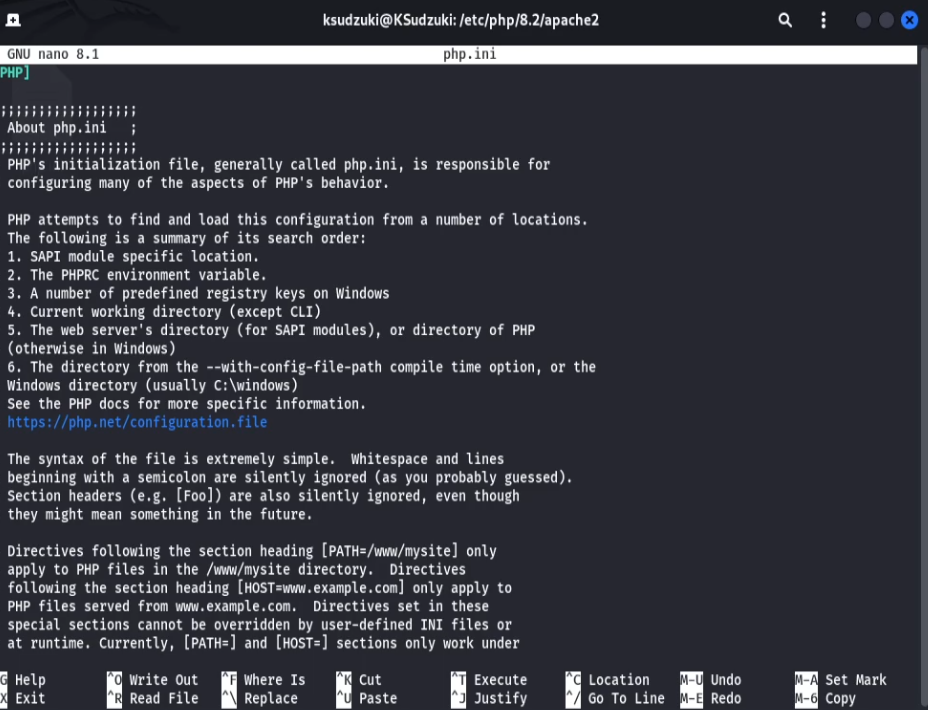 ksudzuki@KSudzuki: /etc/php/8.2/apache2
GNU nano 8.1 php.ini
PHP]
;;;;;;;;;;;;;;;;;;
About php.ini ;
;;;;;;;;;;;;;;;;;;
PHP's initialization file, generally called php.ini, is responsible for
configuring many of the aspects of PHP's behavior.
PHP attempts to find and load this configuration from a number of locations.
The following is a summary of its search order:
1. SAPI module specific location.
2. The PHPRC environment variable.
3. A number of predefined registry keys on Windows
4. Current working directory (except CLI)
5. The web server's directory (for SAPI modules), or directory of PHP
(otherwise in Windows)
6. The directory from the --with-config-file-path compile time option, or the
Windows directory (usually C:\windows)
See the PHP docs for more specific information.
https://php.net/configuration.file
The syntax of the file is extremely simple. Whitespace and lines
beginning with a semicolon are silently ignored (as you probably guessed).
Section headers (e.g. [Foo]) are also silently ignored, even though
they might mean something in the future.
Directives following the section heading [PATH=/www/mysite] only
apply to PHP files in the /www/mysite directory. Directives
following the section heading [HOST=www.example.com] only apply to
PHP files served from www.example.com. Directives set in these
special sections cannot be overridden by user-defined INI files or
at runtime. Currently, [PATH=] and [HOST=] sections only work under
G Help ^O Write Out ^F Where Is ^K Cut ^T Execute ^C Location M-U Undo M-A Set Mark
X Exit ^R Read File ^\ Replace ^U Paste ^J Justify ^/ Go To Line M-E Redo M-6 Copy